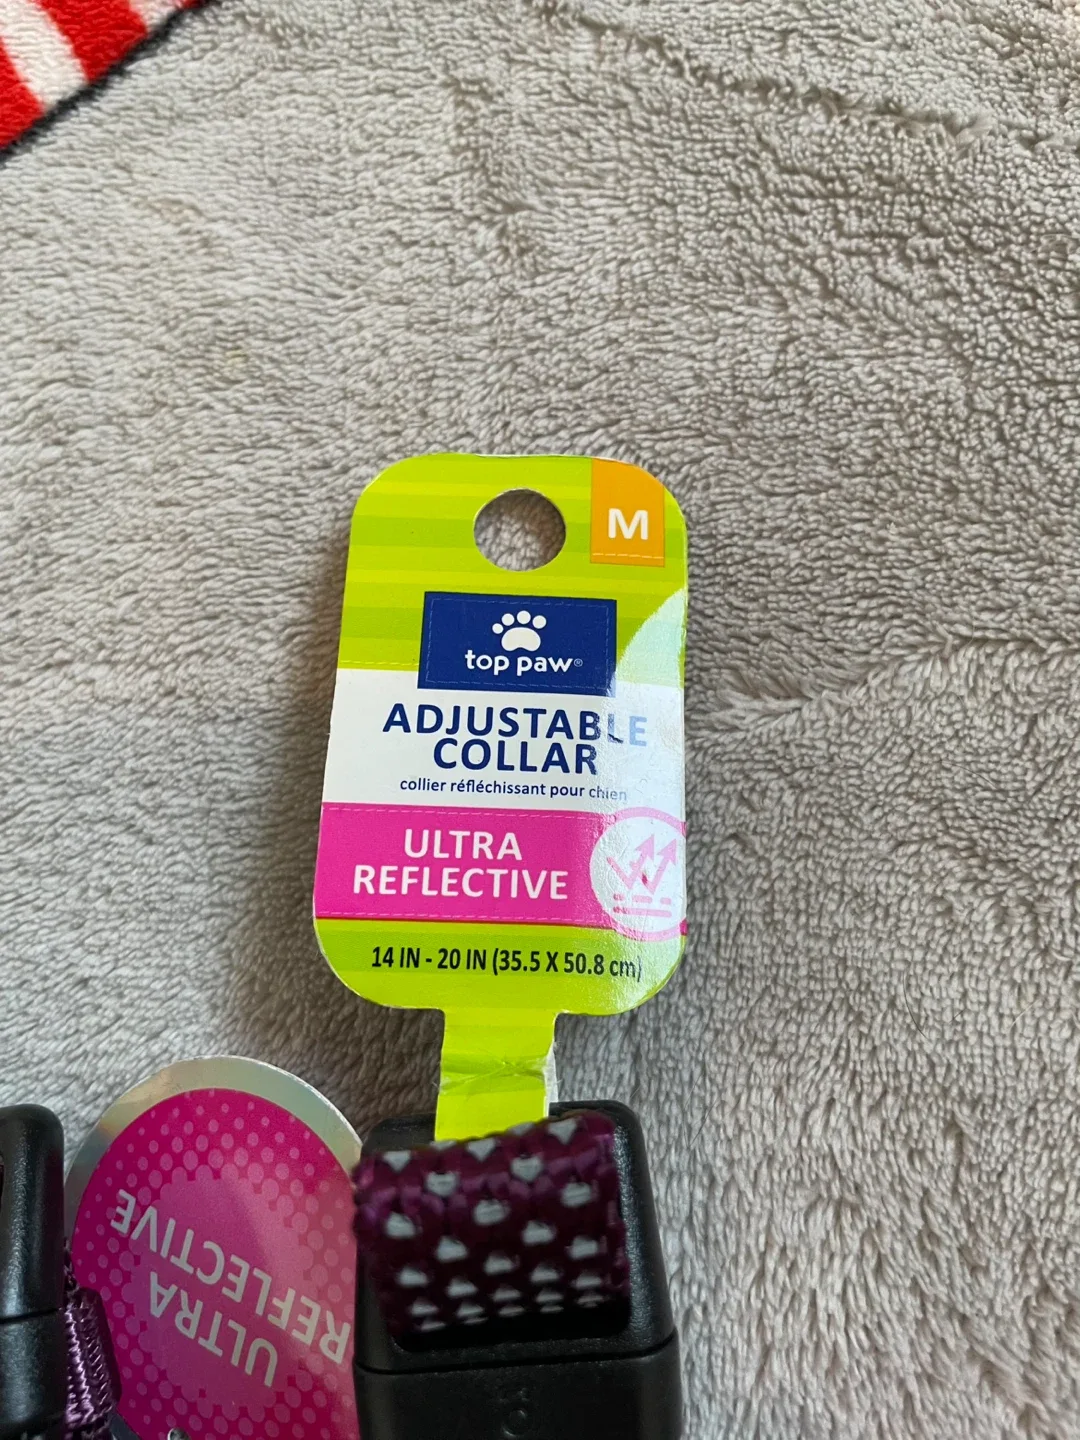 M
top paw®
ADJUSTABLE
COLLAR
collier réfléchissant pour chien
ULTRA
REFLECTIVE
14 IN - 20 IN (35.5 X 50.8 cm)
ULTRA
REFLECTIVE